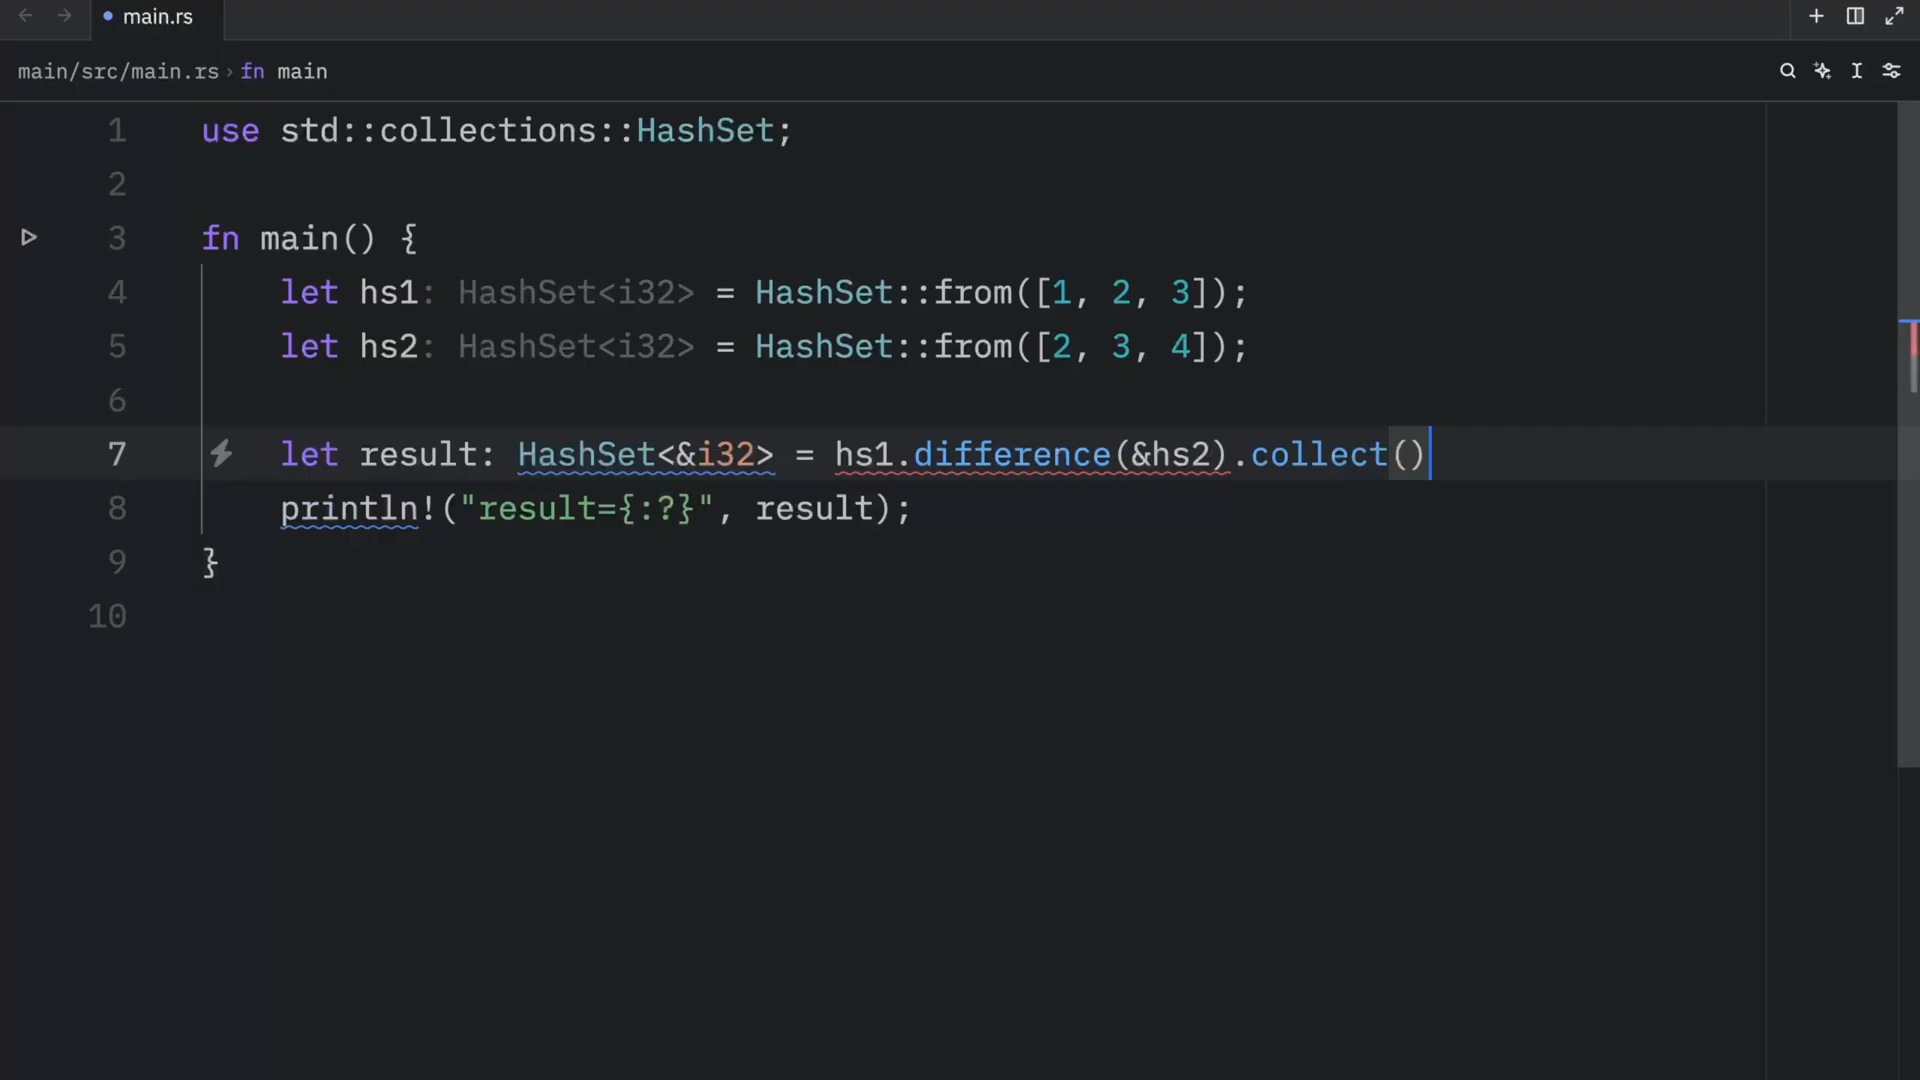 main.rs
main/src/main.rs › fn main
1 use std::collections::HashSet;
2
3 fn main() {
4 let hs1: HashSet<i32> = HashSet::from([1, 2, 3]);
5 let hs2: HashSet<i32> = HashSet::from([2, 3, 4]);
6
7 let result: HashSet<&i32> = hs1.difference(&hs2).collect()
8 println!("result={:?}", result);
9 }
10